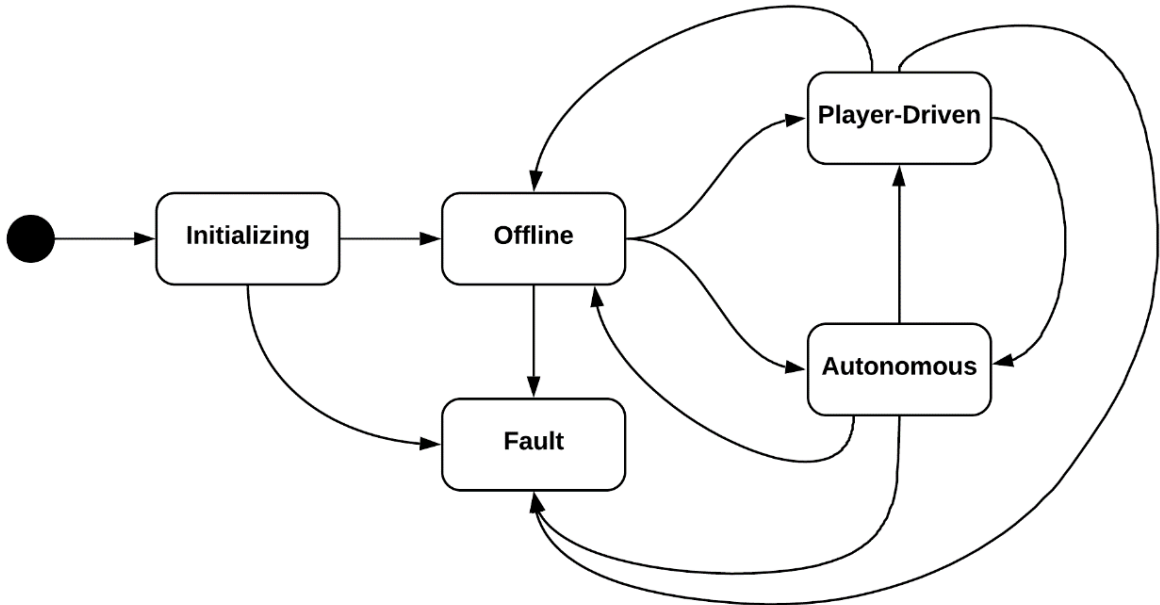 Player-Driven
Initializing
Offline
Autonomous
Fault